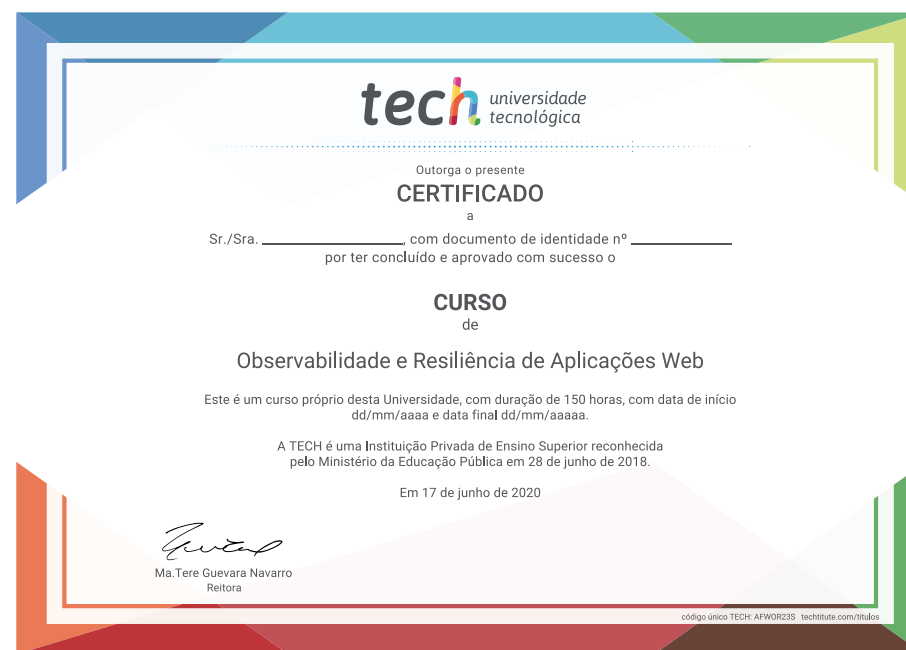 tech universidade
tecnológica
Outorga o presente
CERTIFICADO
a
Sr./Sra. ________________, com documento de identidade nº ____________
por ter concluído e aprovado com sucesso o
CURSO
de
Observabilidade e Resiliência de Aplicações Web
Este é um curso próprio desta Universidade, com duração de 150 horas, com data de início
dd/mm/aaaa e data final dd/mm/aaaaa.
A TECH é uma Instituição Privada de Ensino Superior reconhecida
pelo Ministério da Educação Pública em 28 de junho de 2018.
Em 17 de junho de 2020
Ma.Tere Guevara Navarro
Reitora
código único TECH: AFWOR23S techtitute.com/titulos